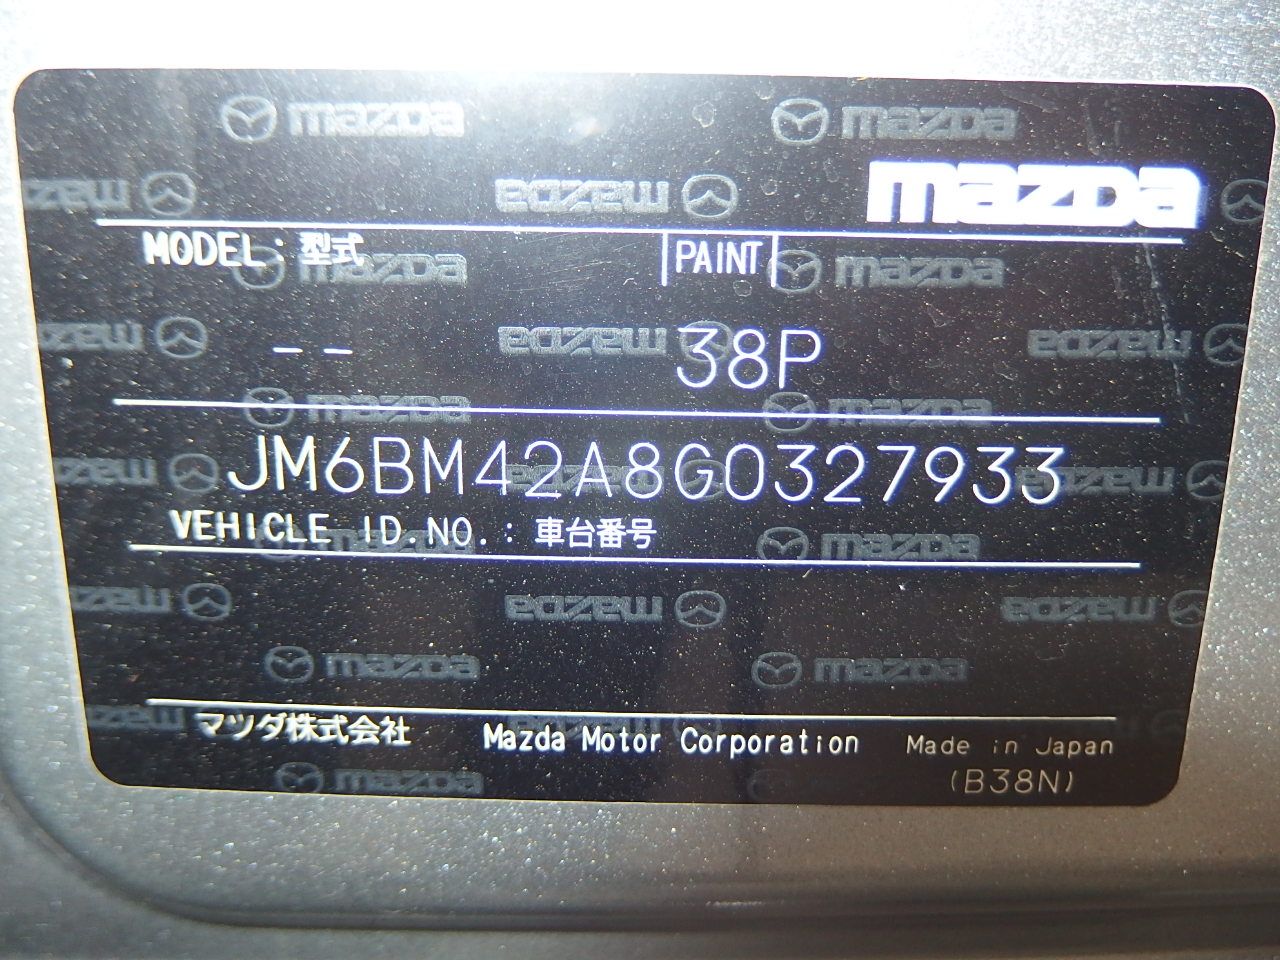 mazda
MODEL: 型式
PAINT
-- 38P
JM6BM42A8G0327933
VEHICLE ID.NO.: 車台番号
マツダ株式会社 Mazda Motor Corporation Made in Japan
(B38N)